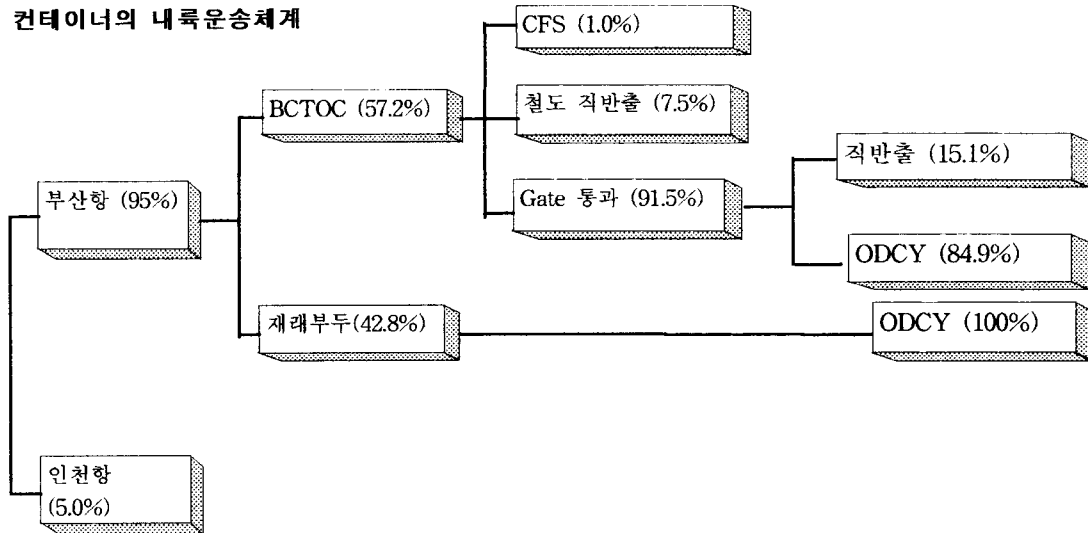 컨테이너의 내륙운송체계
CFS (1.0%)
BCTOC (57.2%)
철도 직반출 (7.5%)
직반출 (15.1%)
부산항 (95%)
Gate 통과 (91.5%)
ODCY (84.9%)
재래부두(42.8%)
ODCY (100%)
인천항
(5.0%)